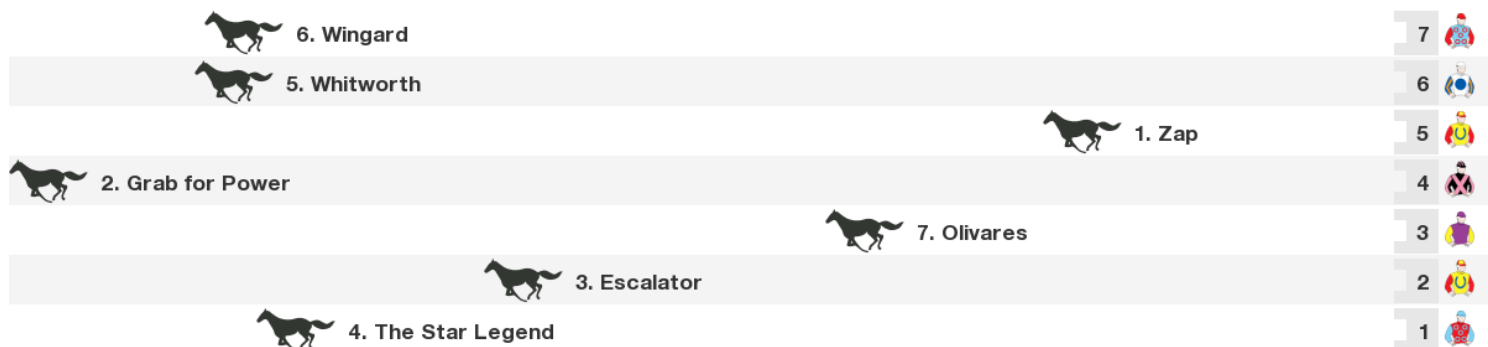 6. Wingard 7
5. Whitworth 6
1. Zap 5
2. Grab for Power 4
7. Olivares 3
3. Escalator 2
4. The Star Legend 1